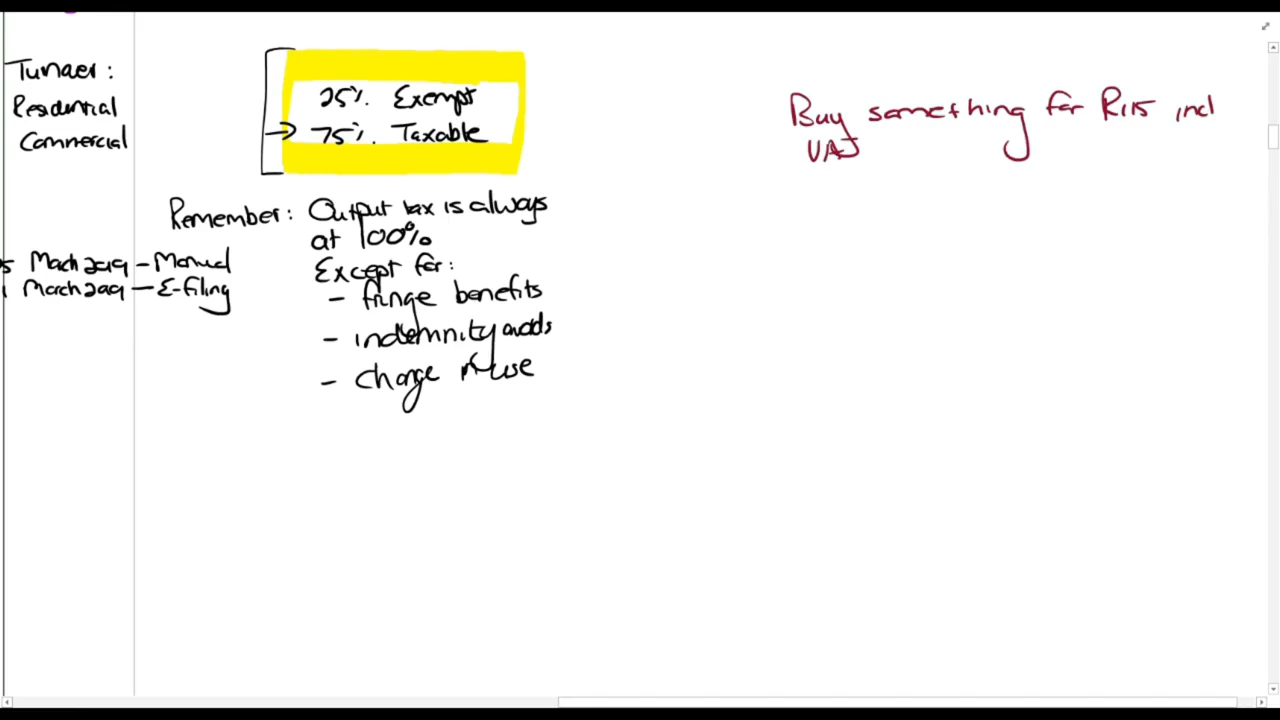 Turnover:
Residential
Commercial
25% Exempt
75% Taxable
Remember: Output tax is always
at 100%
Except for:
- fringe benefits
- indemnity awards
- change of use
March 2019 - Manual
March 2019 - E-filing
Buy something for R115 incl
VAT